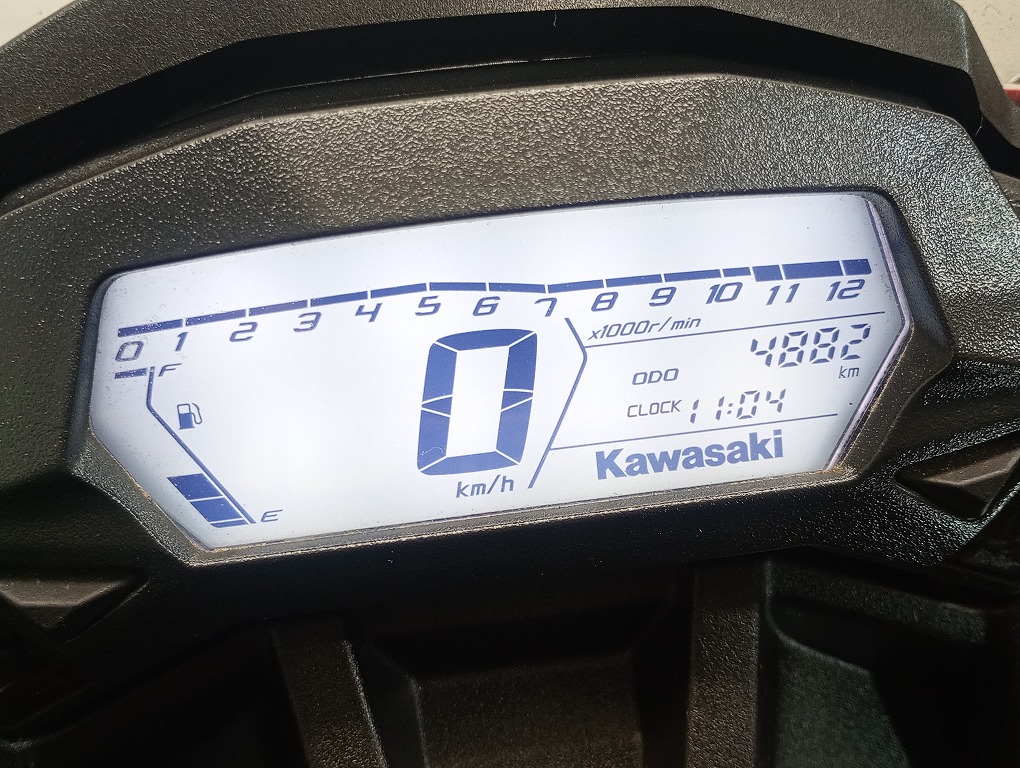 0 1 2 3 4 5 6 7 8 9 10 11 12
x1000r/min
F
4882
km
ODO
CLOCK 11:04
0
km/h
Kawasaki
E